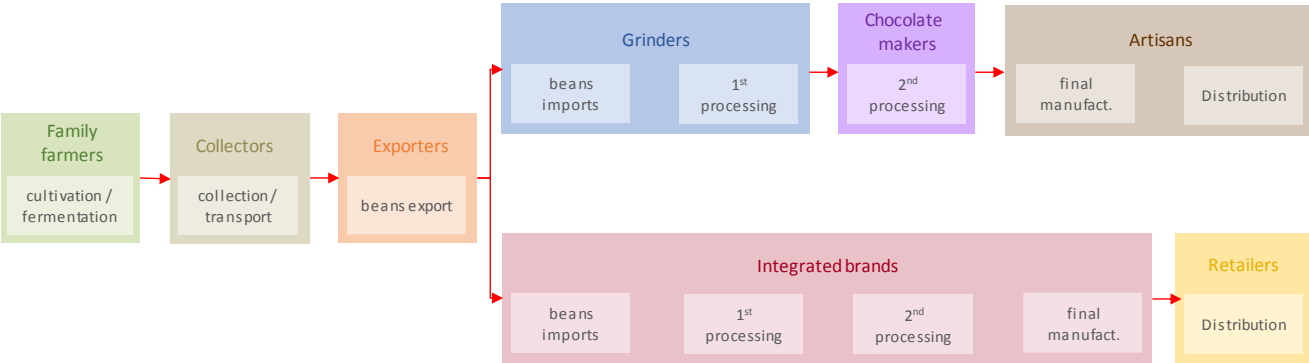 Family
farmers
cultivation /
fermentation
Collectors
collection/
transport
Exporters
beans export
Grinders
beans
imports
1st
processing
Chocolate
makers
2nd
processing
Artisans
final
manufact.
Distribution
Integrated brands
beans
imports
1st
processing
2nd
processing
final
manufact.
Retailers
Distribution